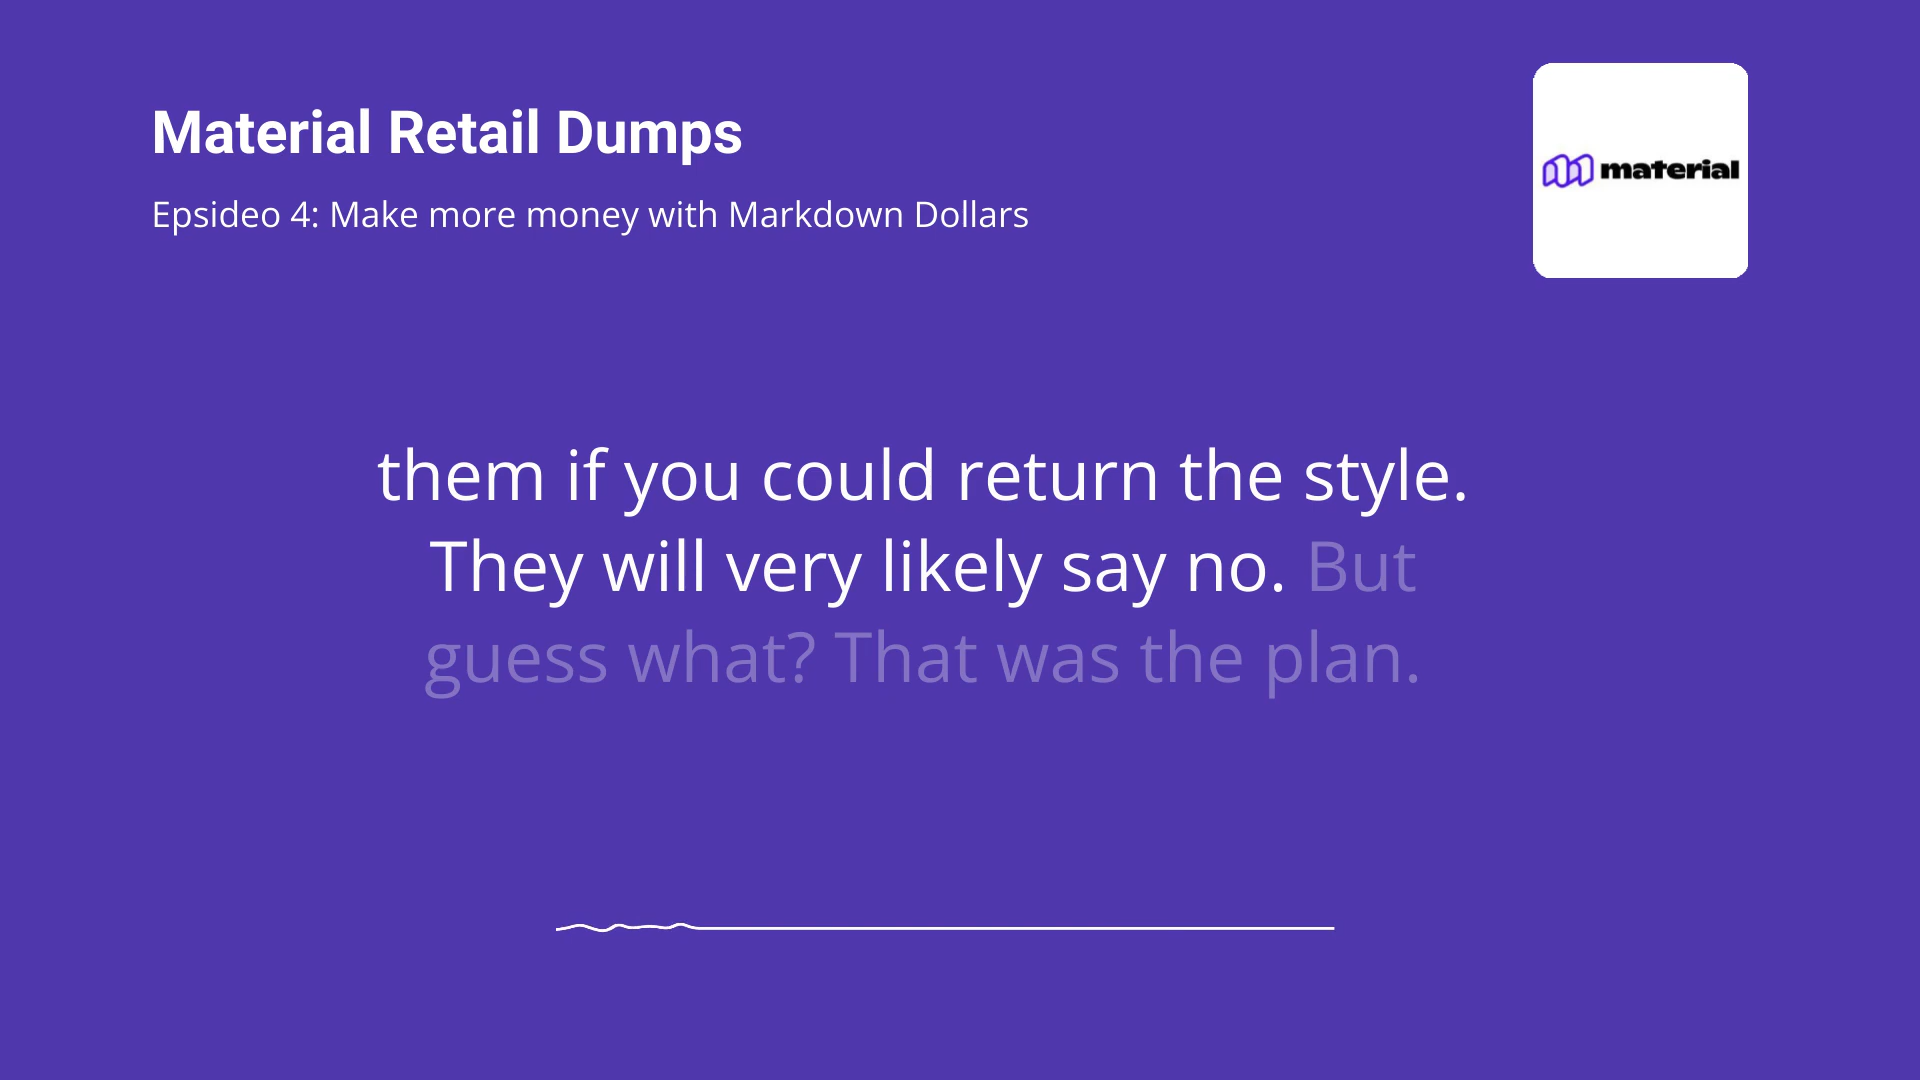 Material Retail Dumps
Epsideo 4: Make more money with Markdown Dollars
material
them if you could return the style.
They will very likely say no. But
guess what? That was the plan.